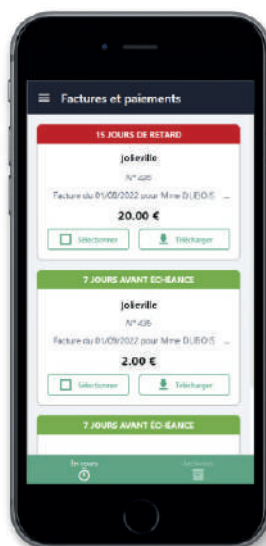 Factures et paiements
15 JOURS DE RETARD
Jolieville
Facture du 01/08/2022 pour Mme DUBOIS ...
20.00 €
Sélectionner Télécharger
7 JOURS AVANT ÉCHÉANCE
Jolieville
Facture du 01/09/2022 pour Mme DUBOIS ...
2.00 €
Sélectionner Télécharger
7 JOURS AVANT ÉCHÉANCE
En cours